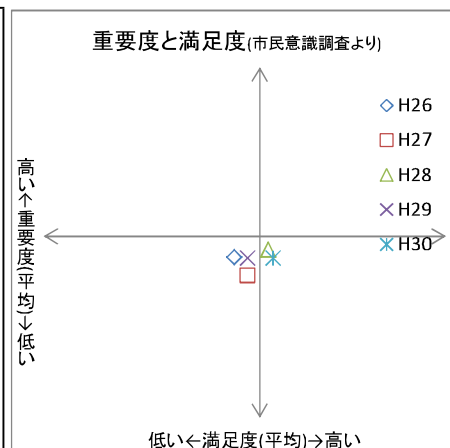 重要度と満足度(市民意識調査より)
H26
H27
H28
H29
H30
高い↑重要度(平均)↓低い
低い←満足度(平均)→高い